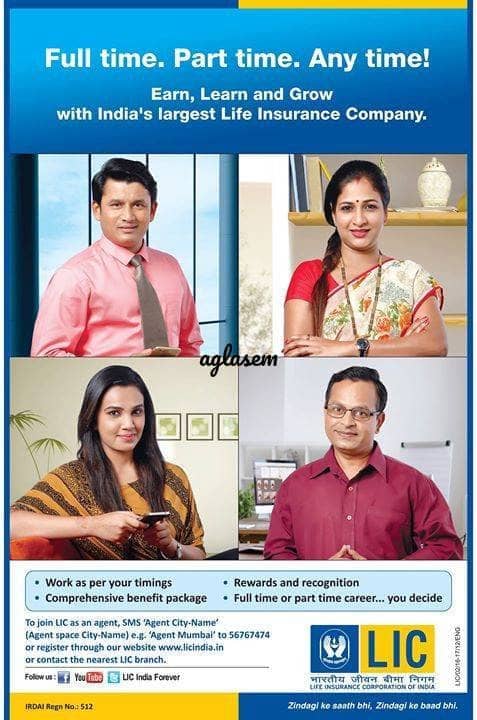 Full time. Part time. Any time!
Earn, Learn and Grow
with India's largest Life Insurance Company.
aglasem
• Work as per your timings
• Comprehensive benefit package
• Rewards and recognition
• Full time or part time career... you decide
To join LIC as an agent, SMS 'Agent City-Name'
(Agent space City-Name) e.g. 'Agent Mumbai' to 56767474
or register through our website www.licindia.in
or contact the nearest LIC branch.
Follow us : f You Tube LIC India Forever
LIC
भारतीय जीवन बीमा निगम
LIFE INSURANCE CORPORATION OF INDIA
LIC/02/16-17/12/ENG
IRDAI Regn No.: 512
Zindagi ke saath bhi, Zindagi ke baad bhi.